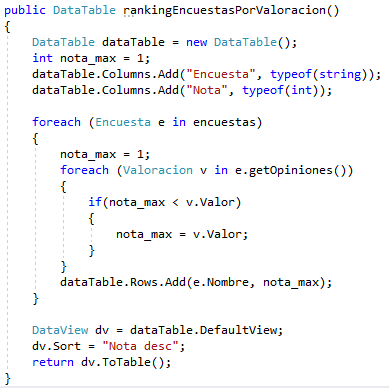 public DataTable rankingEncuestasPorValoracion()
{
DataTable dataTable = new DataTable();
int nota_max = 1;
dataTable.Columns.Add("Encuesta", typeof(string));
dataTable.Columns.Add("Nota", typeof(int));
foreach (Encuesta e in encuestas)
{
nota_max = 1;
foreach (Valoracion v in e.getOpiniones())
{
if(nota_max < v.Valor)
{
nota_max = v.Valor;
}
}
dataTable.Rows.Add(e.Nombre, nota_max);
}
DataView dv = dataTable.DefaultView;
dv.Sort = "Nota desc";
return dv.ToTable();
}